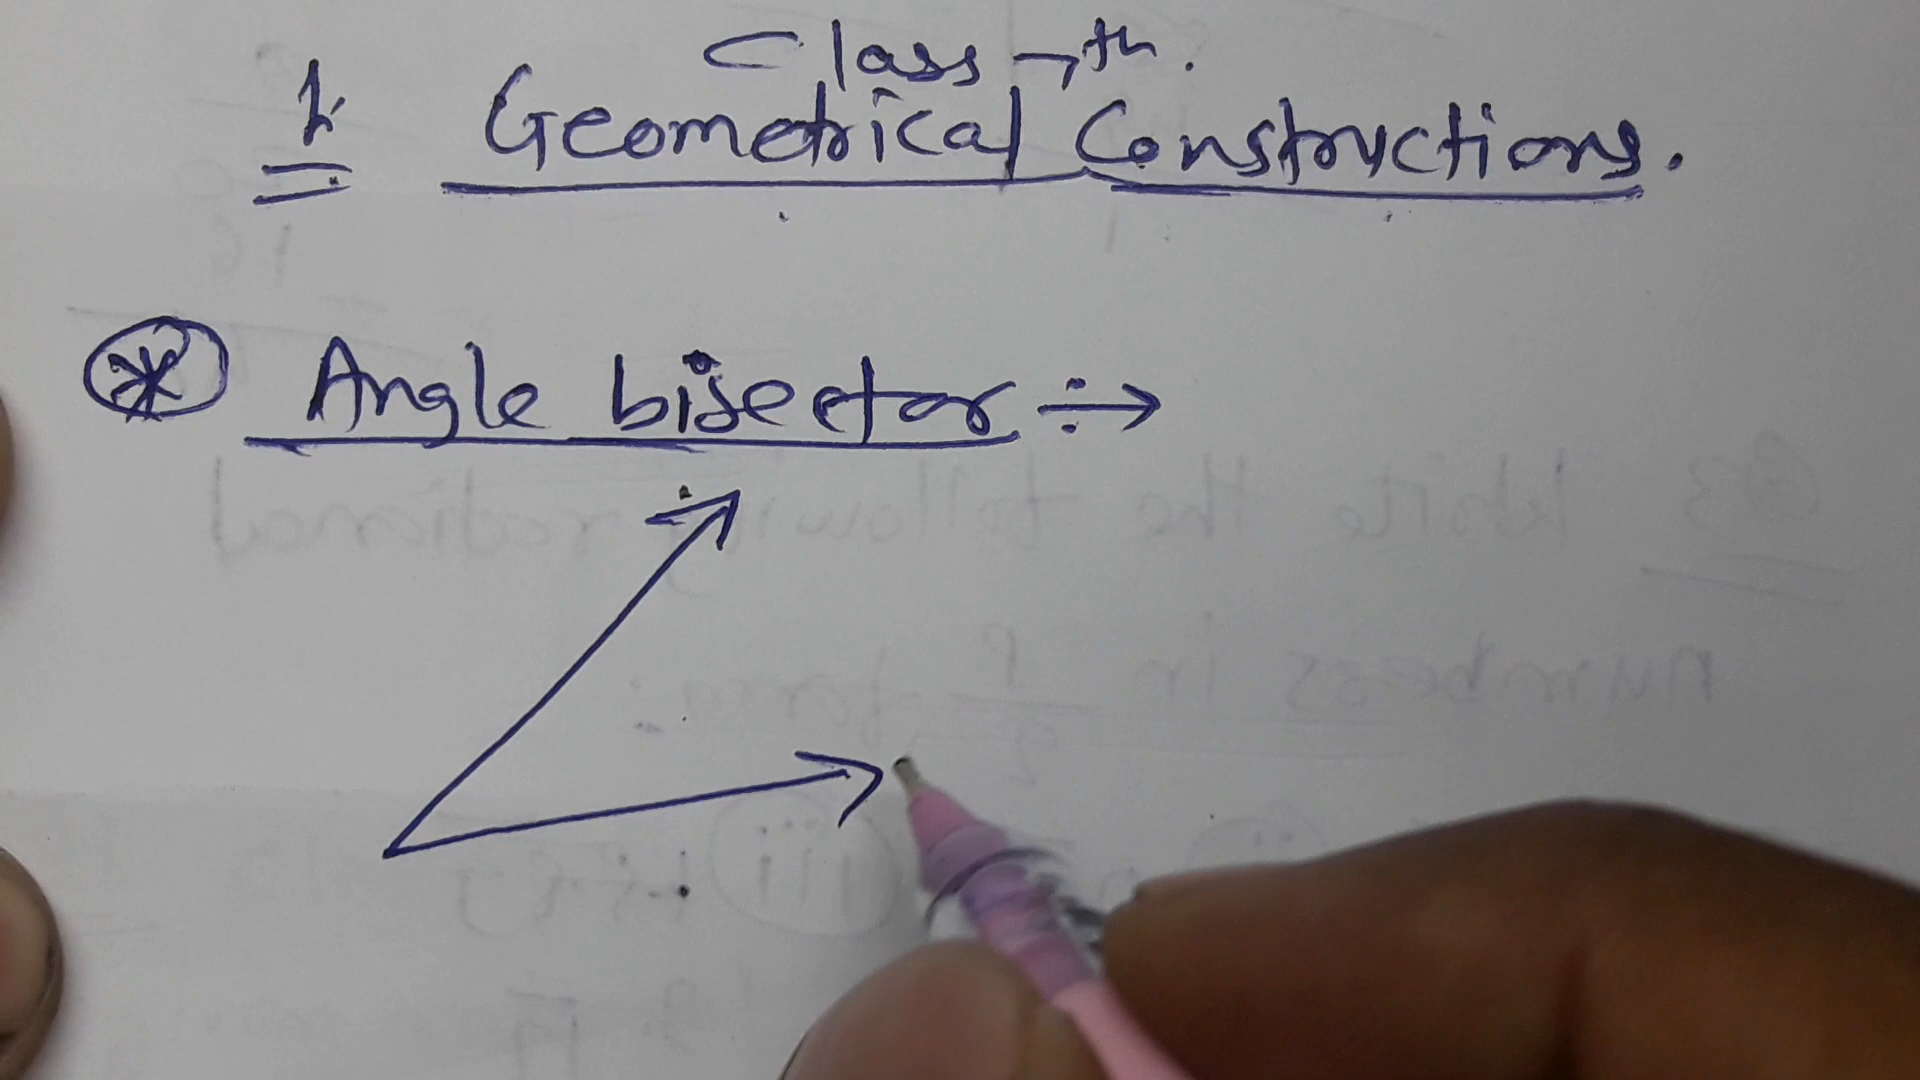 Class 7th.
1 Geometrical Constructions.
* Angle bisector ÷→